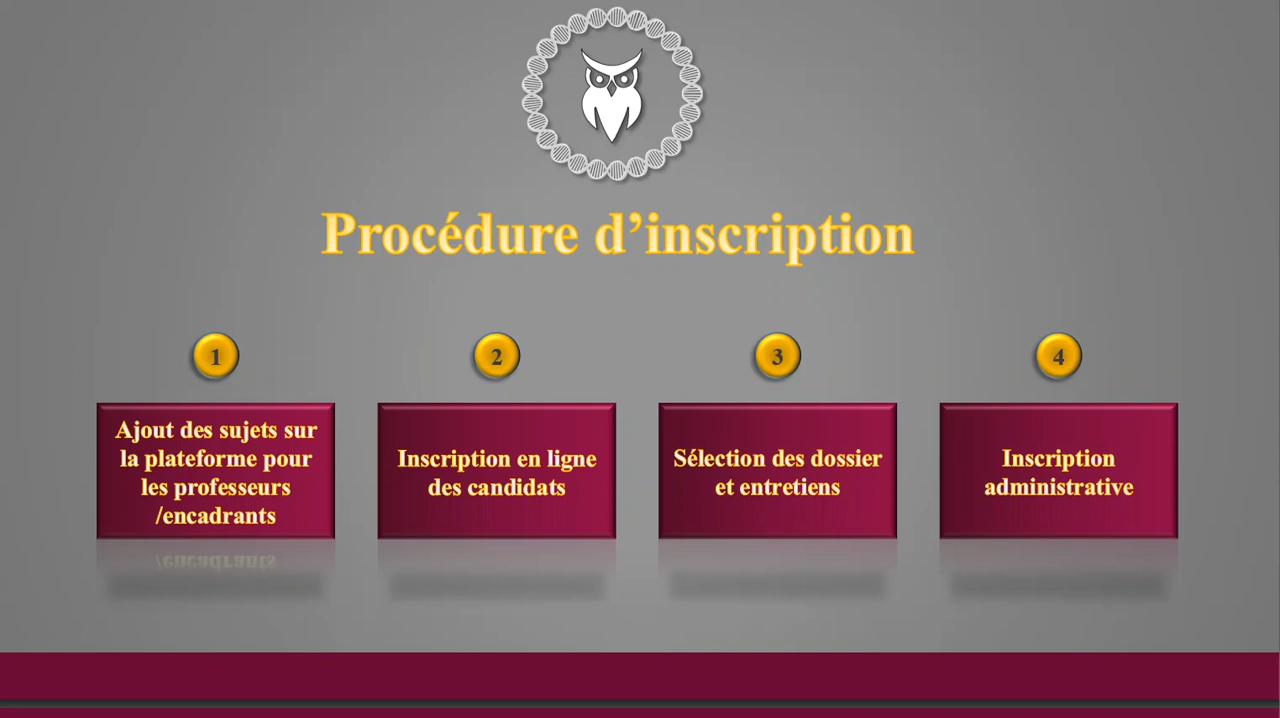 Procédure d’inscription
1
2
3
4
Ajout des sujets sur
la plateforme pour
les professeurs
/encadrants
Inscription en ligne
des candidats
Sélection des dossier
et entretiens
Inscription
administrative